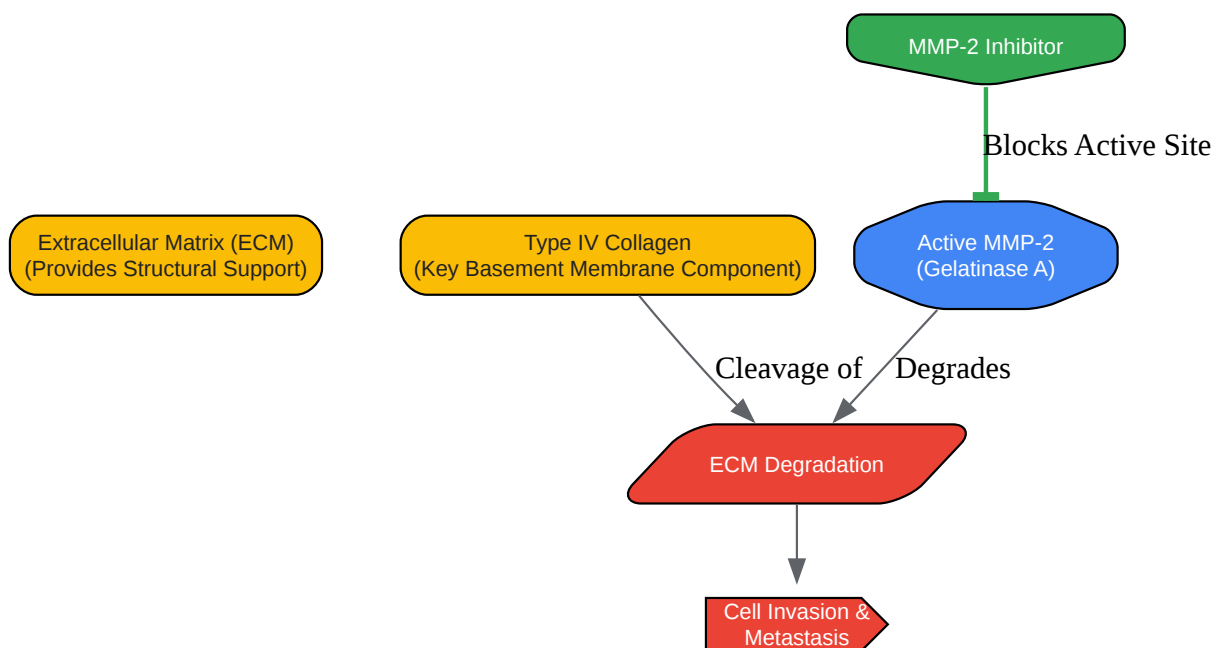 MMP-2 Inhibitor
Blocks Active Site
Extracellular Matrix (ECM)
(Provides Structural Support)
Type IV Collagen
(Key Basement Membrane Component)
Active MMP-2
(Gelatinase A)
Cleavage of
Degrades
ECM Degradation
Cell Invasion &
Metastasis